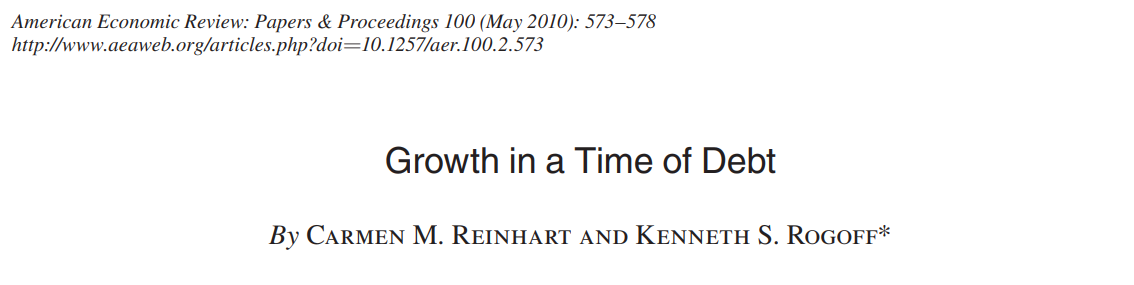 American Economic Review: Papers & Proceedings 100 (May 2010): 573–578
http://www.aeaweb.org/articles.php?doi=10.1257/aer.100.2.573
Growth in a Time of Debt
By Carmen M. Reinhart and Kenneth S. Rogoff*